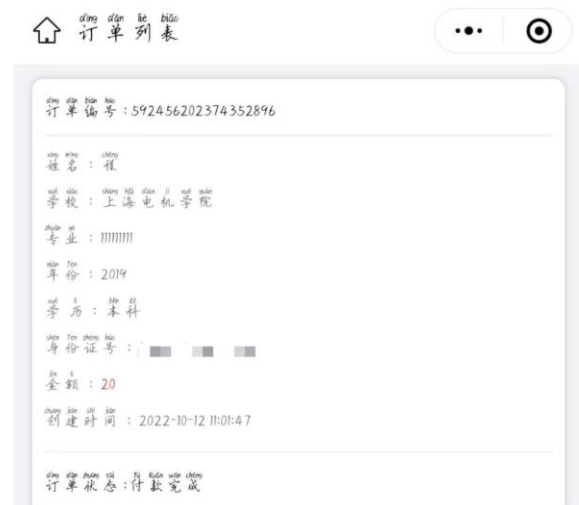 订单列表
订单编号:592456202374352896
姓名：程
学校：上海电机学院
专业：111111111
年份：2019
学历：本科
身份证号：
金额：20
创建时间：2022-10-12 11:01:47
订单状态:付款完成